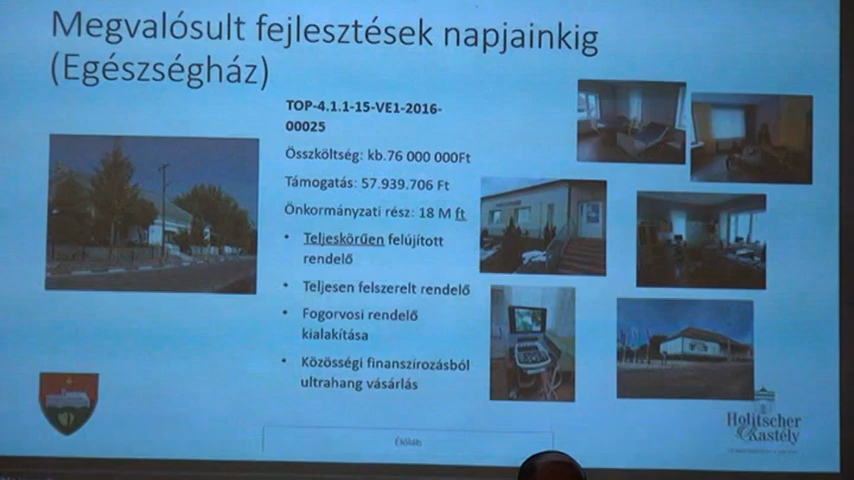 Megvalósult fejlesztések napjainkig
(Egészségház)
TOP-4.1.1-15-VE1-2016-
00025
Összköltség: kb.76 000 000Ft
Támogatás: 57.939.706 Ft
Önkormányzati rész: 18 M ft
• Teljeskörűen felújított
rendelő
• Teljesen felszerelt rendelő
• Fogorvosi rendelő
kialakítása
• Közösségi finanszírozásból
ultrahang vásárlás
Élőláb
Holitscher
Kastély